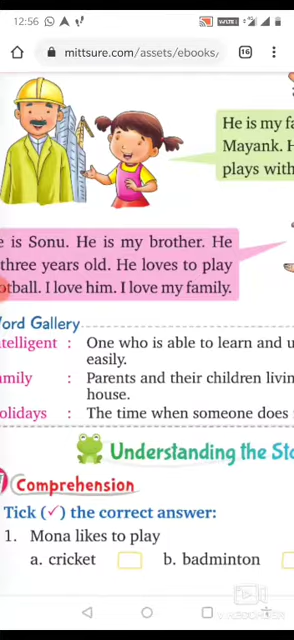 12:56
16
mittsure.com/assets/ebooks/
He is my fa
Mayank. H
plays with
e is Sonu. He is my brother. He
three years old. He loves to play
otball. I love him. I love my family.
ord Gallery
telligent : One who is able to learn and u
easily.
amily : Parents and their children livin
house.
olidays : The time when someone does
Understanding the Sto
Comprehension
Tick (✓) the correct answer:
1. Mona likes to play
a. cricket b. badminton